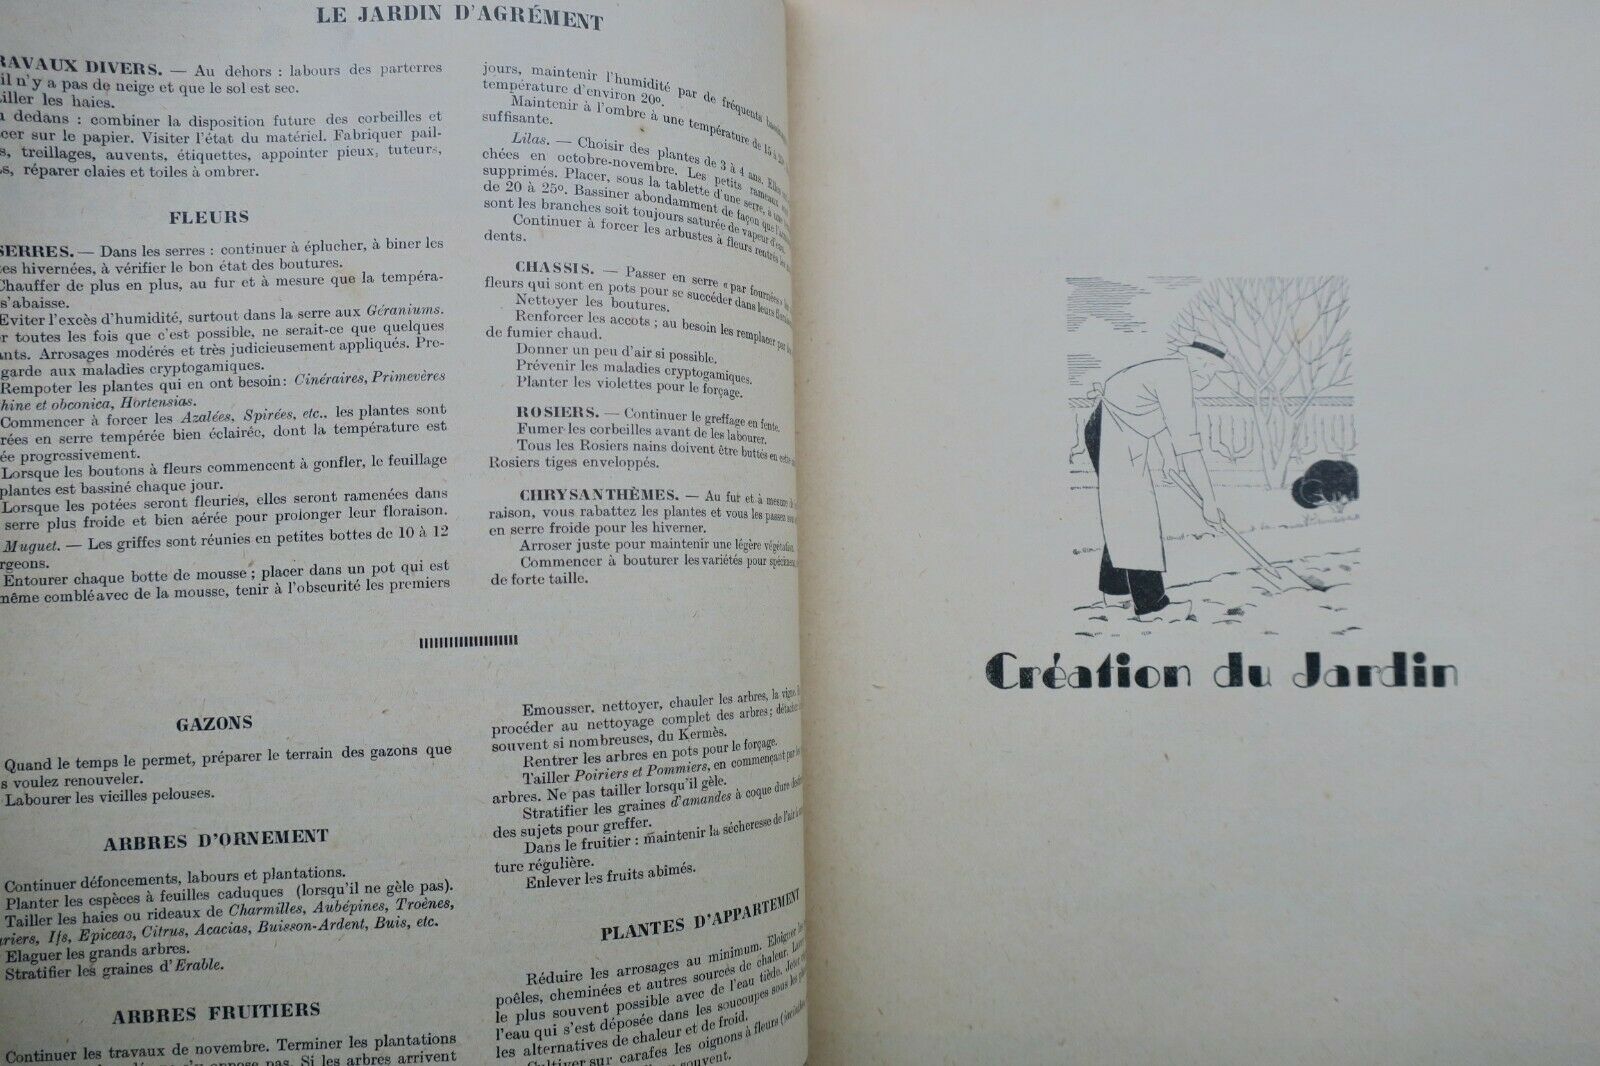 LE JARDIN D'AGRÉMENT
RAVAUX DIVERS. — Au dehors : labours des parterres
il n'y a pas de neige et que le sol est sec.
iller les haies.
dedans : combiner la disposition future des corbeilles et
cer sur le papier. Visiter l'état du matériel. Fabriquer pail-
s, treillages, auvents, étiquettes, appointer pieux, tuteurs,
s, réparer claies et toiles à ombrer.
FLEURS
SERRES. — Dans les serres : continuer à éplucher, à biner les
es hivernées, à vérifier le bon état des boutures.
Chauffer de plus en plus, au fur et à mesure que la tempéra-
s'abaisse.
Eviter l'excès d'humidité, surtout dans la serre aux Géraniums.
r toutes les fois que c'est possible, ne serait-ce que quelques
nts. Arrosages modérés et très judicieusement appliqués. Pre-
garde aux maladies cryptogamiques.
Rempoter les plantes qui en ont besoin : Cinéraires, Primevères
hine et obconica, Hortensias.
Commencer à forcer les Azalées, Spirées, etc., les plantes sont
rées en serre tempérée bien éclairée, dont la température est
ée progressivement.
Lorsque les boutons à fleurs commencent à gonfler, le feuillage
plantes est bassiné chaque jour.
Lorsque les potées seront fleuries, elles seront ramenées dans
serre plus froide et bien aérée pour prolonger leur floraison.
Muguet. — Les griffes sont réunies en petites bottes de 10 à 12
rgeons.
Entourer chaque botte de mousse ; placer dans un pot qui est
même comblé avec de la mousse, tenir à l'obscurité les premiers
jours, maintenir l'humidité par de fréquents
température d'environ 20°.
Maintenir à l'ombre à une température de 15 à
suffisante.
Lilas. — Choisir des plantes de 3 à 4 ans.
chées en octobre-novembre. Les petits rameaux
supprimés. Placer, sous la tablette d'une serre, à une
de 20 à 25°. Bassiner abondamment de façon que
sont les branches soit toujours saturée de vapeur d'eau.
Continuer à forcer les arbustes à fleurs rentrés
dents.
CHASSIS. — Passer en serre « par fournées »
fleurs qui sont en pots pour se succéder dans leurs
Nettoyer les boutures.
Renforcer les accots ; au besoin les remplacer par
de fumier chaud.
Donner un peu d'air si possible.
Prévenir les maladies cryptogamiques.
Planter les violettes pour le forçage.
ROSIERS. — Continuer le greffage en fente.
Fumer les corbeilles avant de les labourer.
Tous les Rosiers nains doivent être buttés en
Rosiers tiges enveloppés.
CHRYSANTHÈMES. — Au fur et à mesure
raison, vous rabattez les plantes et vous les passez
en serre froide pour les hiverner.
Arroser juste pour maintenir une légère végétation.
Commencer à bouturer les variétés pour
de forte taille.
GAZONS
Quand le temps le permet, préparer le terrain des gazons que
s voulez renouveler.
Labourer les vieilles pelouses.
ARBRES D'ORNEMENT
Continuer défoncements, labours et plantations.
Planter les espèces à feuilles caduques (lorsqu'il ne gèle pas).
Tailler les haies ou rideaux de Charmilles, Aubépines, Troènes,
riers, Ifs, Epiceas, Citrus, Acacias, Buisson-Ardent, Buis, etc.
Elaguer les grands arbres.
Stratifier les graines d'Erable.
ARBRES FRUITIERS
Continuer les travaux de novembre. Terminer les plantations
pas. Si les arbres arrivent
Emousser, nettoyer, chauler les arbres, la vigne,
procéder au nettoyage complet des arbres ;
souvent si nombreuses, du Kermès.
Rentrer les arbres en pots pour le forçage.
Tailler Poiriers et Pommiers, en commençant par
arbres. Ne pas tailler lorsqu'il gèle.
Stratifier les graines d'amandes à coque dure
des sujets pour greffer.
Dans le fruitier : maintenir la sécheresse de l'air
ture régulière.
Enlever les fruits abîmés.
PLANTES D'APPARTEMENT
Réduire les arrosages au minimum. Éloigner
poêles, cheminées et autres sources de chaleur.
le plus souvent possible avec de l'eau tiède. Jeter
l'eau qui s'est déposée dans les soucoupes sous les
les alternatives de chaleur et de froid.
Cultiver sur carafes les oignons à fleurs
souvent.
Création du Jardin